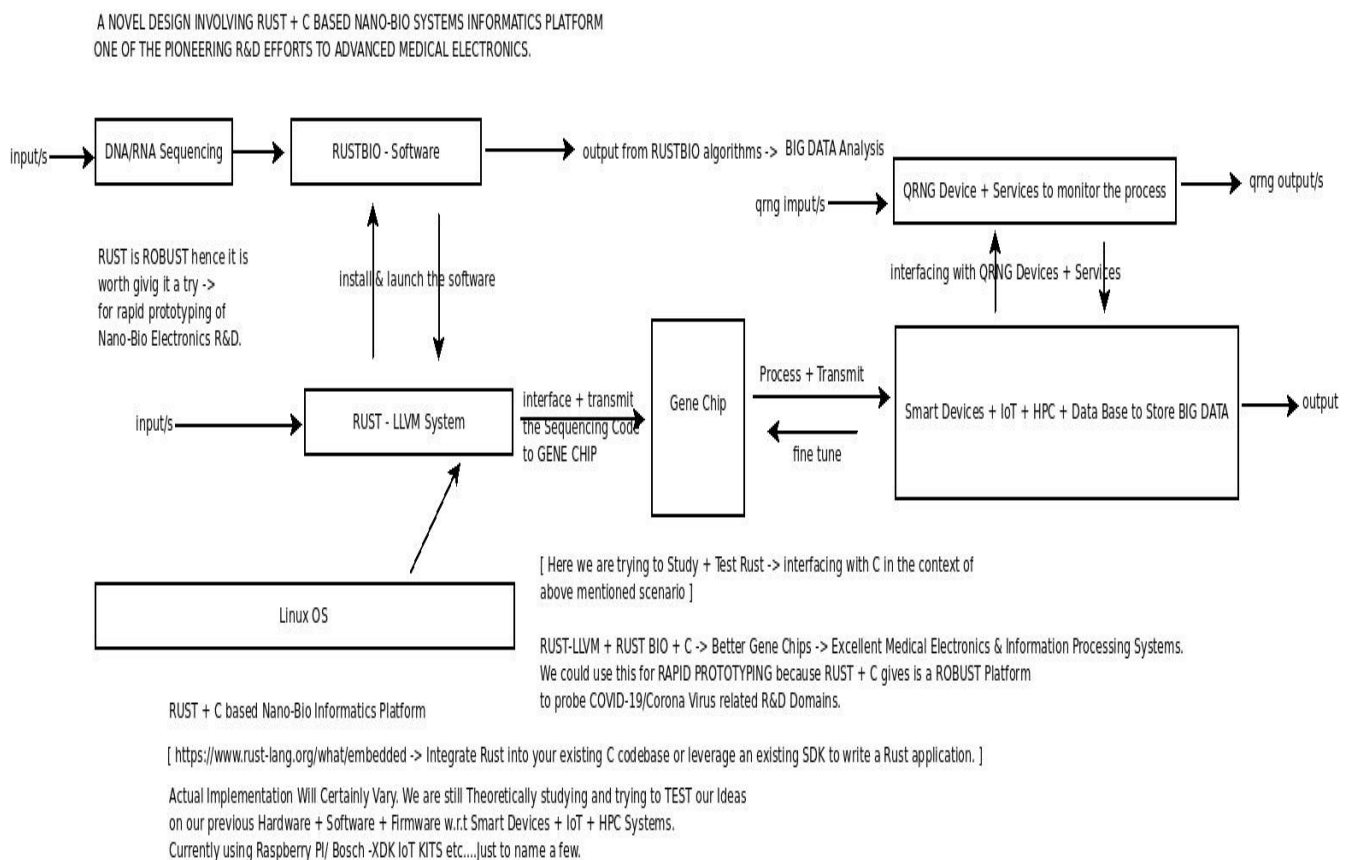 A NOVEL DESIGN INVOLVING RUST + C BASED NANO-BIO SYSTEMS INFORMATICS PLATFORM
ONE OF THE PIONEERING R&D EFFORTS TO ADVANCED MEDICAL ELECTRONICS.
input/s
DNA/RNA Sequencing
RUSTBIO - Software
output from RUSTBIO algorithms -> BIG DATA Analysis
QRNG Device + Services to monitor the process
qrng output/s
qrng imput/s
RUST is ROBUST hence it is
worth givig it a try ->
for rapid prototyping of
Nano-Bio Electronics R&D.
install & launch the software
interfacing with QRNG Devices + Services
input/s
RUST - LLVM System
interface + transmit
the Sequencing Code
to GENE CHIP
Gene Chip
Process + Transmit
fine tune
Smart Devices + IoT + HPC + Data Base to Store BIG DATA
output
Linux OS
[ Here we are trying to Study + Test Rust -> interfacing with C in the context of
above mentioned scenario ]
RUST-LLVM + RUST BIO + C -> Better Gene Chips -> Excellent Medical Electronics & Information Processing Systems.
We could use this for RAPID PROTOTYPING because RUST + C gives is a ROBUST Platform
to probe COVID-19/Corona Virus related R&D Domains.
RUST + C based Nano-Bio Informatics Platform
[ https://www.rust-lang.org/what/embedded -> Integrate Rust into your existing C codebase or leverage an existing SDK to write a Rust application. ]
Actual Implementation Will Certainly Vary. We are still Theoretically studying and trying to TEST our Ideas
on our previous Hardware + Software + Firmware w.r.t Smart Devices + IoT + HPC Systems.
Currently using Raspberry PI/ Bosch -XDK IoT KITS etc....Just to name a few.